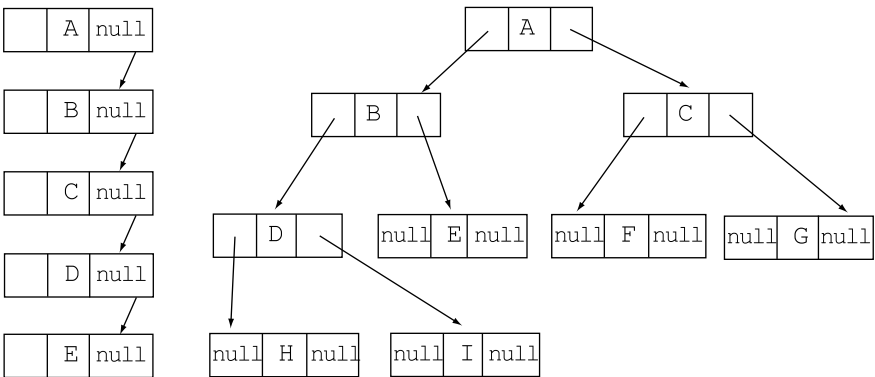 A null
B null
C null
D null
E null
A
B
C
D
null E null
null F null
null G null
null H null
null I null